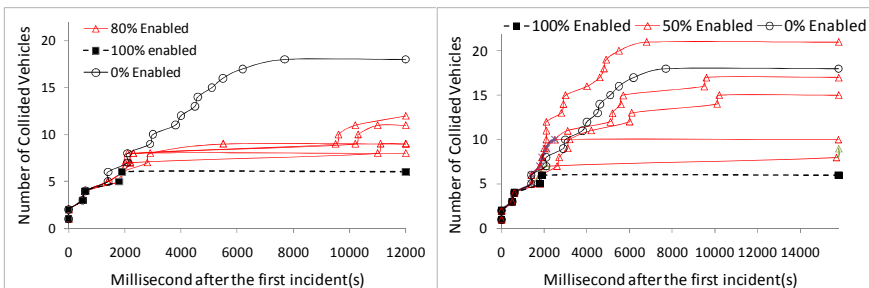 80% Enabled
100% enabled
0% Enabled
Number of Collided Vehicles
20
15
10
5
0
0 2000 4000 6000 8000 10000 12000
Millisecond after the first incident(s)
100% Enabled 50% Enabled 0% Enabled
Number of Collided Vehicles
20
15
10
5
0
0 2000 4000 6000 8000 10000 12000 14000
Millisecond after the first incident(s)